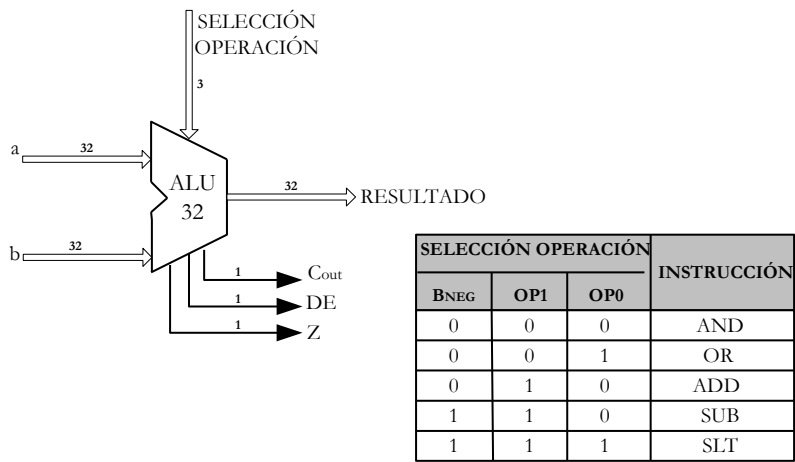 SELECCIÓN
OPERACIÓN
3
a
32
ALU
32
32
RESULTADO
b
32
1
Cout
1
DE
1
Z
SELECCIÓN OPERACIÓN
INSTRUCCIÓN
BNEG OP1 OP0
0 0 0 AND
0 0 1 OR
0 1 0 ADD
1 1 0 SUB
1 1 1 SLT